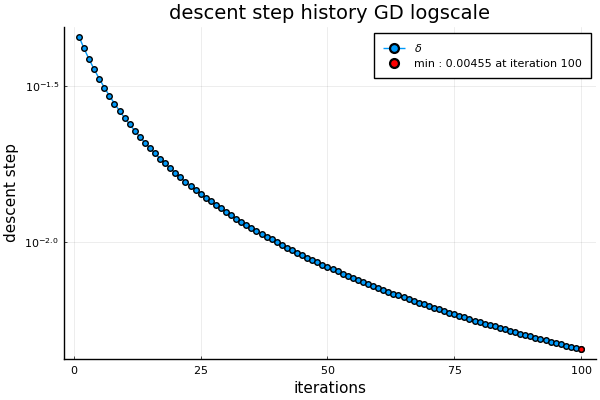 descent step history GD logscale
δ
min : 0.00455 at iteration 100
10^-1.5
10^-2.0
descent step
0 25 50 75 100
iterations